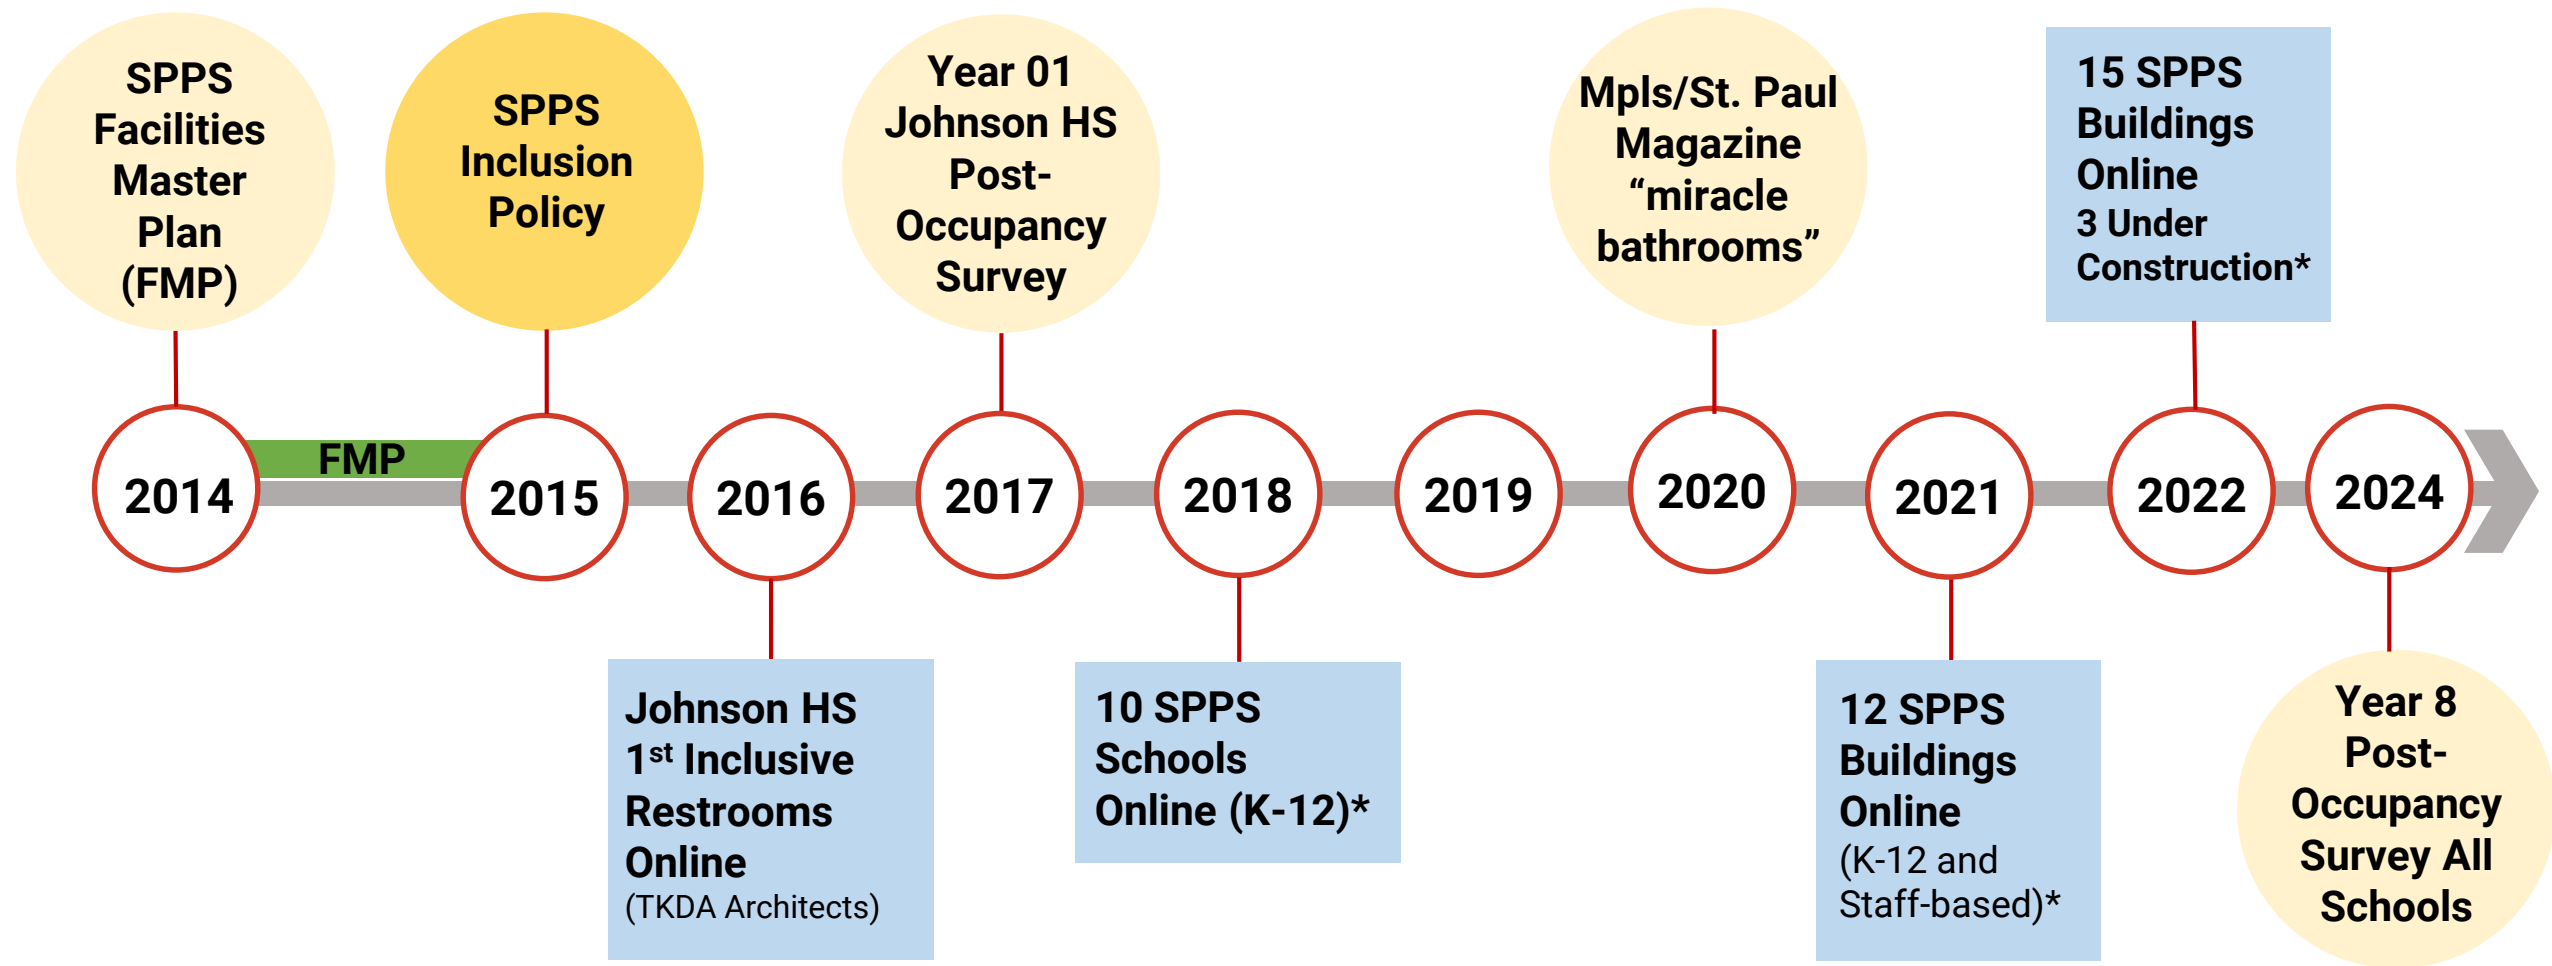 SPPS
Facilities
Master
Plan
(FMP)
SPPS
Inclusion
Policy
Year 01
Johnson HS
Post-
Occupancy
Survey
Mpls/St. Paul
Magazine
“miracle
bathrooms”
15 SPPS
Buildings
Online
3 Under
Construction*
FMP
2014
2015
2016
2017
2018
2019
2020
2021
2022
2024
Johnson HS
1st Inclusive
Restrooms
Online
(TKDA Architects)
10 SPPS
Schools
Online (K-12)*
12 SPPS
Buildings
Online
(K-12 and
Staff-based)*
Year 8
Post-
Occupancy
Survey All
Schools